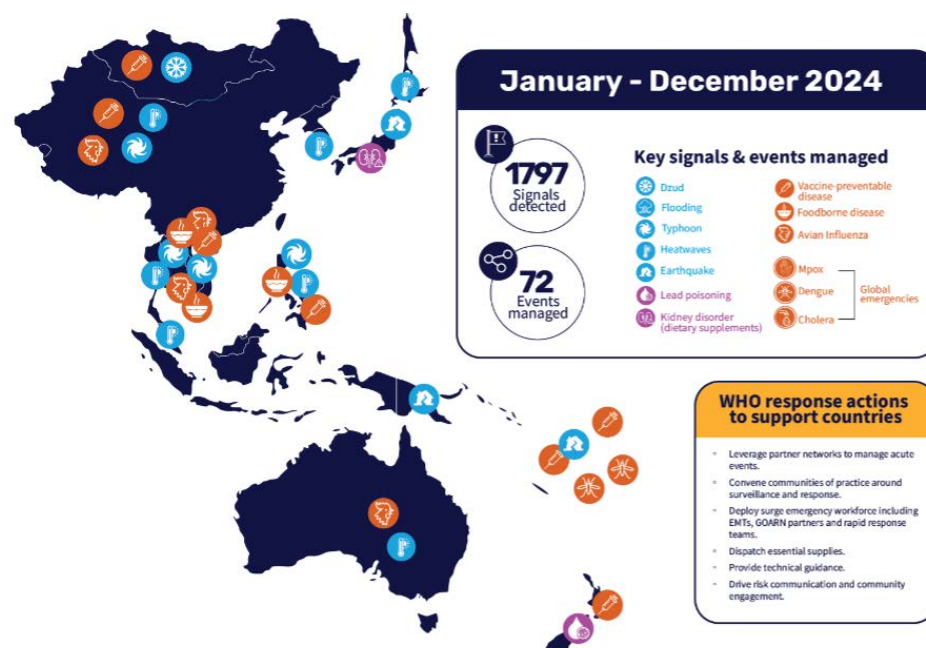 January - December 2024
1797
Signals
detected
72
Events
managed
Key signals & events managed
Dzud
Flooding
Typhoon
Heatwaves
Earthquake
Lead poisoning
Kidney disorder
(dietary supplements)
Vaccine-preventable
disease
Foodborne disease
Avian Influenza
Mpox
Dengue
Cholera
Global
emergencies
WHO response actions
to support countries
- Leverage partner networks to manage acute
events.
- Convene communities of practice around
surveillance and response.
- Deploy surge emergency workforce including
EMTs, GOARN partners and rapid response
teams.
- Dispatch essential supplies.
- Provide technical guidance.
- Drive risk communication and community
engagement.